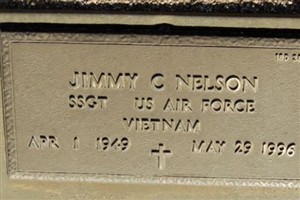 JIMMY C NELSON
SSGT US AIR FORCE
VIETNAM
APR 1 1949 MAY 29 1996